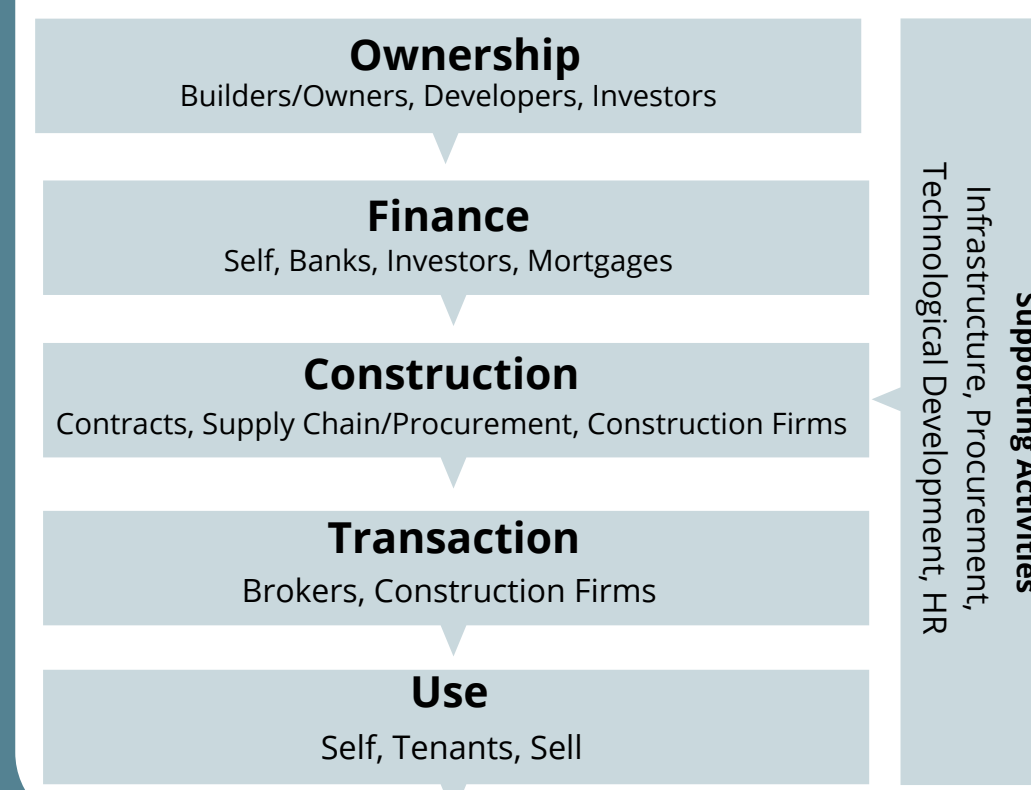 Ownership
Builders/Owners, Developers, Investors
Finance
Self, Banks, Investors, Mortgages
Construction
Contracts, Supply Chain/Procurement, Construction Firms
Transaction
Brokers, Construction Firms
Use
Self, Tenants, Sell
Supporting Activities
Infrastructure, Procurement,
Technological Development, HR